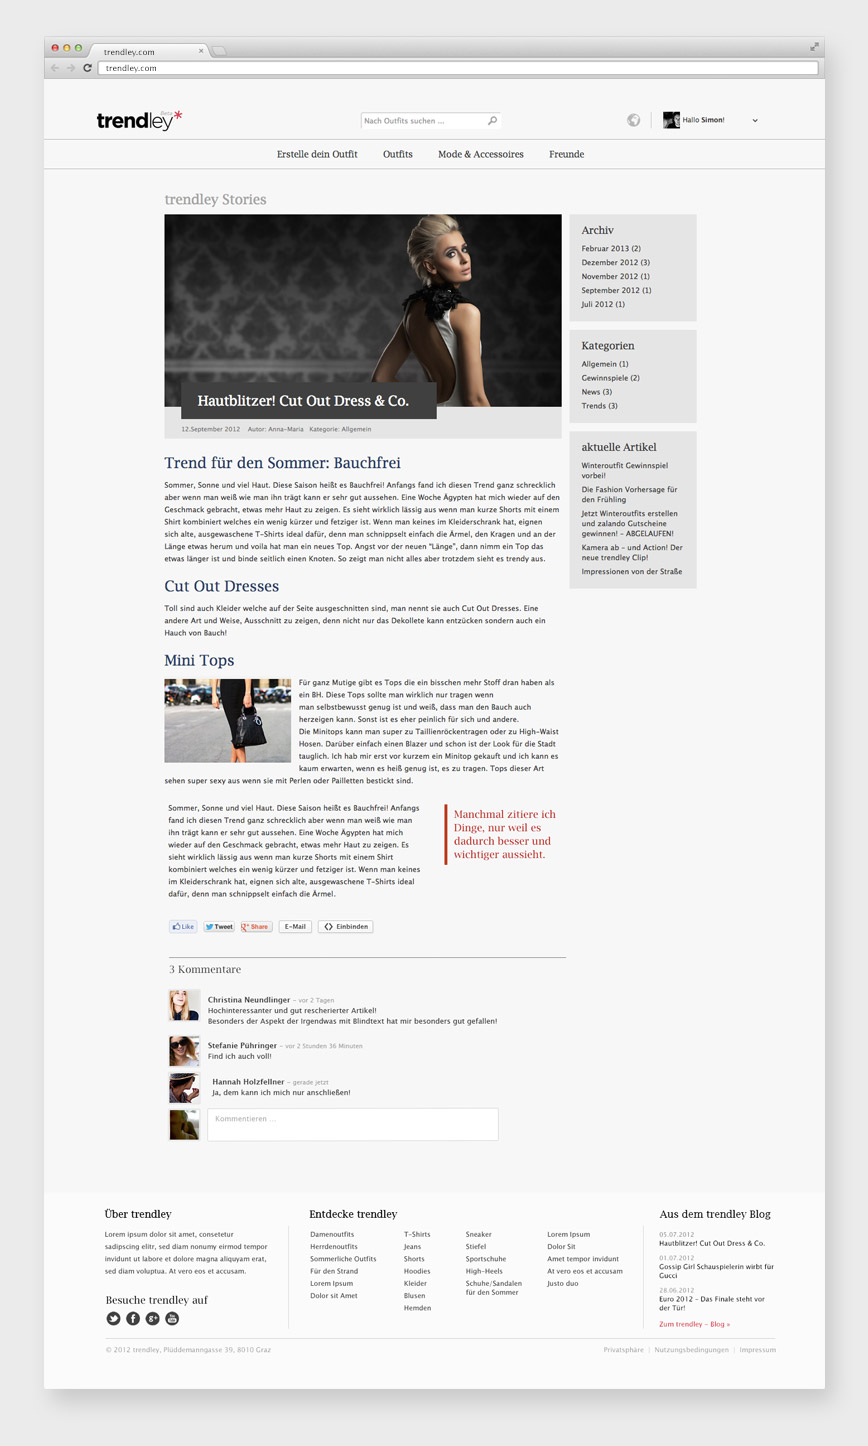 trendley.com
trendley.com
Beta
trendley*
Nach Outfits suchen ...
Hallo Simon!
Erstelle dein Outfit
Outfits
Mode & Accessoires
Freunde
trendley Stories
Hautblitzer! Cut Out Dress & Co.
12.September 2012 Autor: Anna-Maria Kategorie: Allgemein
Trend für den Sommer: Bauchfrei
Sommer, Sonne und viel Haut. Diese Saison heißt es Bauchfrei! Anfangs fand ich diesen Trend ganz schrecklich
aber wenn man weiß wie man ihn trägt kann er sehr gut aussehen. Eine Woche Ägypten hat mich wieder auf den
Geschmack gebracht, etwas mehr Haut zu zeigen. Es sieht wirklich lässig aus wenn man kurze Shorts mit einem
Shirt kombiniert welches ein wenig kürzer und fetziger ist. Wenn man keines im Kleiderschrank hat, eignen
sich alte, ausgewaschene T-Shirts ideal dafür, denn man schnippselt einfach die Ärmel, den Kragen und an der
Länge etwas herum und voila hat man ein neues Top. Angst vor der neuen "Länge", dann nimm ein Top das
etwas länger ist und binde seitlich einen Knoten. So zeigt man nicht alles aber trotzdem sieht es trendy aus.
Cut Out Dresses
Toll sind auch Kleider welche auf der Seite ausgeschnitten sind, man nennt sie auch Cut Out Dresses. Eine
andere Art und Weise, Ausschnitt zu zeigen, denn nicht nur das Dekollete kann entzücken sondern auch ein
Hauch von Bauch!
Mini Tops
Für ganz Mutige gibt es Tops die ein bisschen mehr Stoff dran haben als
ein BH. Diese Tops sollte man wirklich nur tragen wenn
man selbstbewusst genug ist und weiß, dass man den Bauch auch
herzeigen kann. Sonst ist es eher peinlich für sich und andere.
Die Minitops kann man super zu Taillienröckentragen oder zu High-Waist
Hosen. Darüber einfach einen Blazer und schon ist der Look für die Stadt
tauglich. Ich hab mir erst vor kurzem ein Minitop gekauft und ich kann es
kaum erwarten, wenn es heiß genug ist, es zu tragen. Tops dieser Art
sehen super sexy aus wenn sie mit Perlen oder Pailletten bestickt sind.
Sommer, Sonne und viel Haut. Diese Saison heißt es Bauchfrei! Anfangs
fand ich diesen Trend ganz schrecklich aber wenn man weiß wie man
ihn trägt kann er sehr gut aussehen. Eine Woche Ägypten hat mich
wieder auf den Geschmack gebracht, etwas mehr Haut zu zeigen. Es
sieht wirklich lässig aus wenn man kurze Shorts mit einem Shirt
kombiniert welches ein wenig kürzer und fetziger ist. Wenn man keines
im Kleiderschrank hat, eignen sich alte, ausgewaschene T-Shirts ideal
dafür, denn man schnippselt einfach die Ärmel.
Manchmal zitiere ich
Dinge, nur weil es
dadurch besser und
wichtiger aussieht.
Like
Tweet
Share
E-Mail
Einbinden
3 Kommentare
Christina Neundlinger – vor 2 Tagen
Hochinteressanter und gut rescherierter Artikel!
Besonders der Aspekt der Irgendwas mit Blindtext hat mir besonders gut gefallen!
Stefanie Pühringer – vor 2 Stunden 36 Minuten
Find ich auch voll!
Hannah Holzfellner – gerade jetzt
Ja, dem kann ich mich nur anschließen!
Kommentieren ...
Archiv
Februar 2013 (2)
Dezember 2012 (3)
November 2012 (1)
September 2012 (1)
Juli 2012 (1)
Kategorien
Allgemein (1)
Gewinnspiele (2)
News (3)
Trends (3)
aktuelle Artikel
Winteroutfit Gewinnspiel
vorbei!
Die Fashion Vorhersage für
den Frühling
Jetzt Winteroutfits erstellen
und zalando Gutscheine
gewinnen! – ABGELAUFEN!
Kamera ab – und Action! Der
neue trendley Clip!
Impressionen von der Straße
Über trendley
Lorem ipsum dolor sit amet, consetetur
sadipscing elitr, sed diam nonumy eirmod tempor
invidunt ut labore et dolore magna aliquyam erat,
sed diam voluptua. At vero eos et accusam.
Besuche trendley auf
Entdecke trendley
Damenoutfits
Herrdenoutfits
Sommerliche Outfits
Für den Strand
Lorem Ipsum
Dolor sit Amet
T-Shirts
Jeans
Shorts
Hoodies
Kleider
Blusen
Hemden
Sneaker
Stiefel
Sportschuhe
High-Heels
Schuhe/Sandalen
für den Sommer
Lorem Ipsum
Dolor Sit
Amet tempor invidunt
At vero eos et accusam
Justo duo
Aus dem trendley Blog
05.07.2012
Hautblitzer! Cut Out Dress & Co.
01.07.2012
Gossip Girl Schauspielerin wirbt für
Gucci
28.06.2012
Euro 2012 – Das Finale steht vor
der Tür!
Zum trendley – Blog »
© 2012 trendley, Plüddemanngasse 39, 8010 Graz
Privatsphäre | Nutzungsbedingungen | Impressum